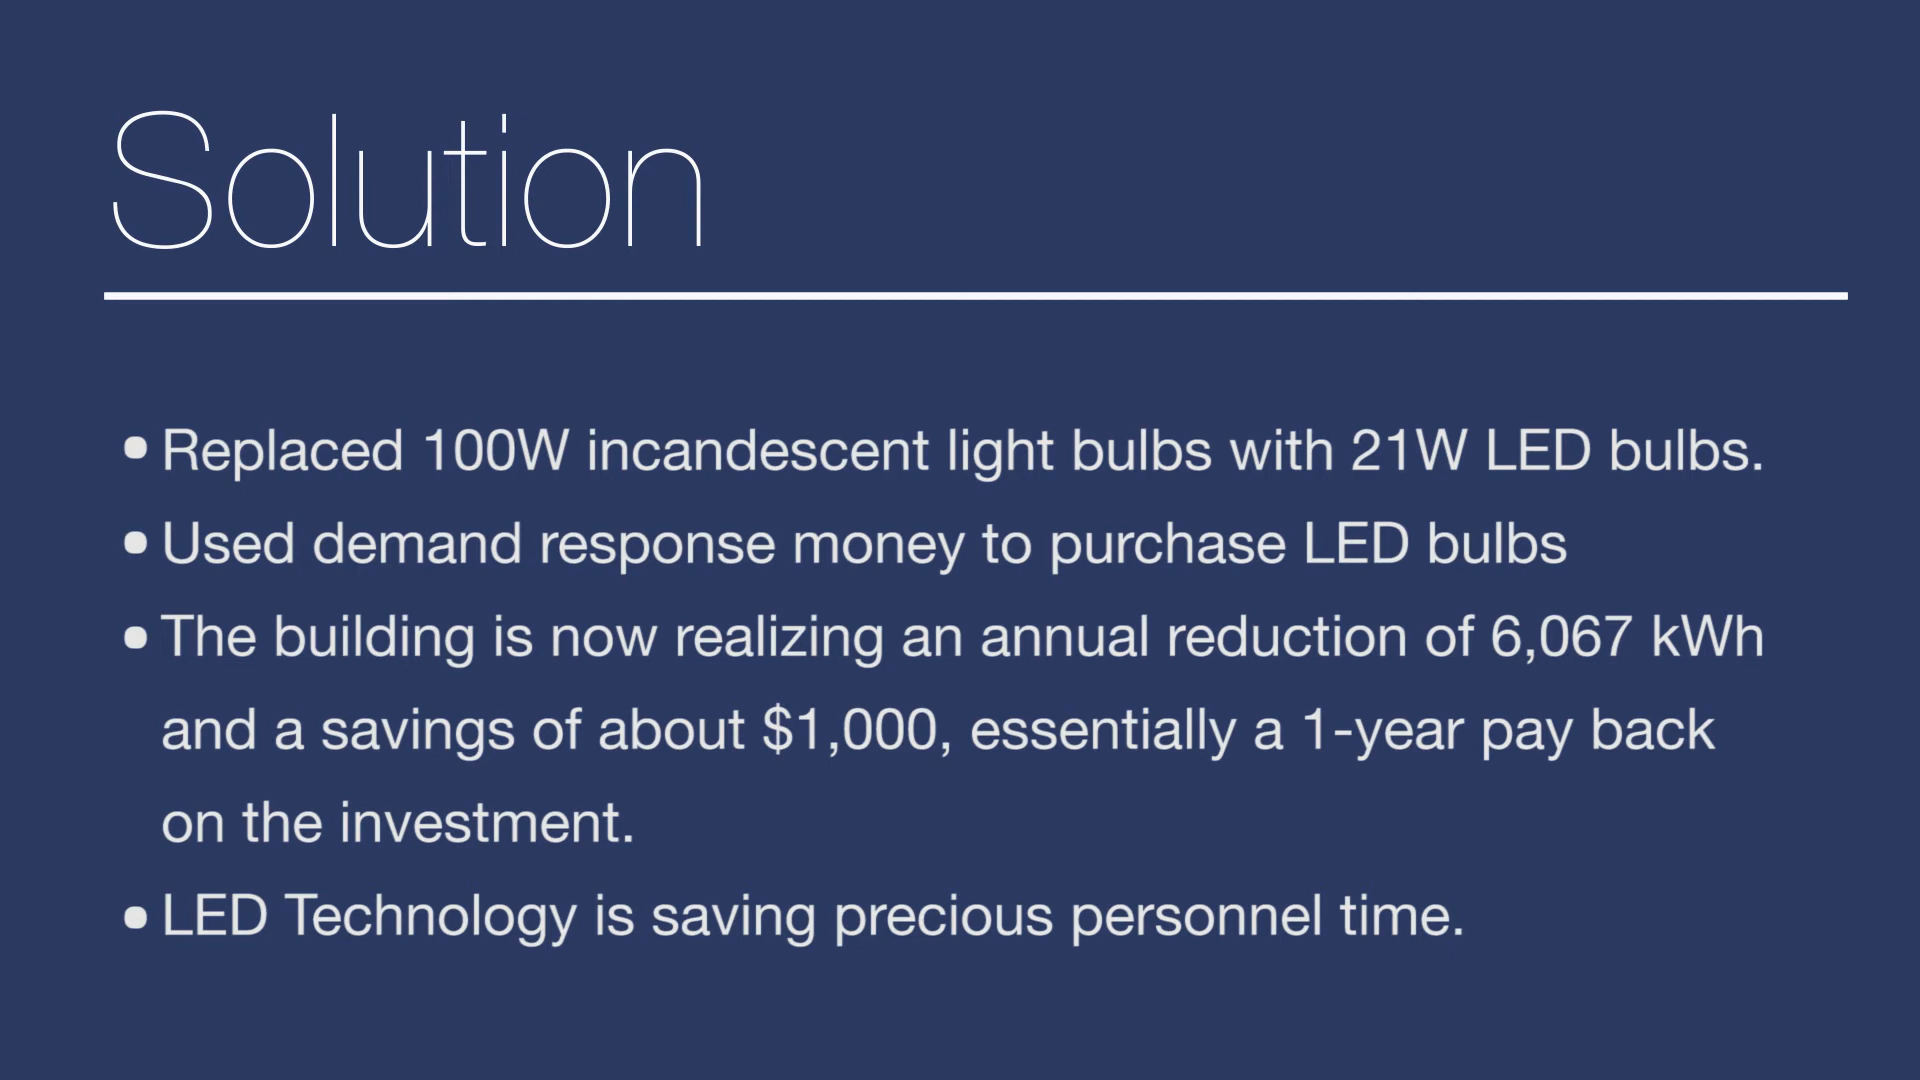 Solution
• Replaced 100W incandescent light bulbs with 21W LED bulbs.
• Used demand response money to purchase LED bulbs
• The building is now realizing an annual reduction of 6,067 kWh
and a savings of about $1,000, essentially a 1-year pay back
on the investment.
• LED Technology is saving precious personnel time.